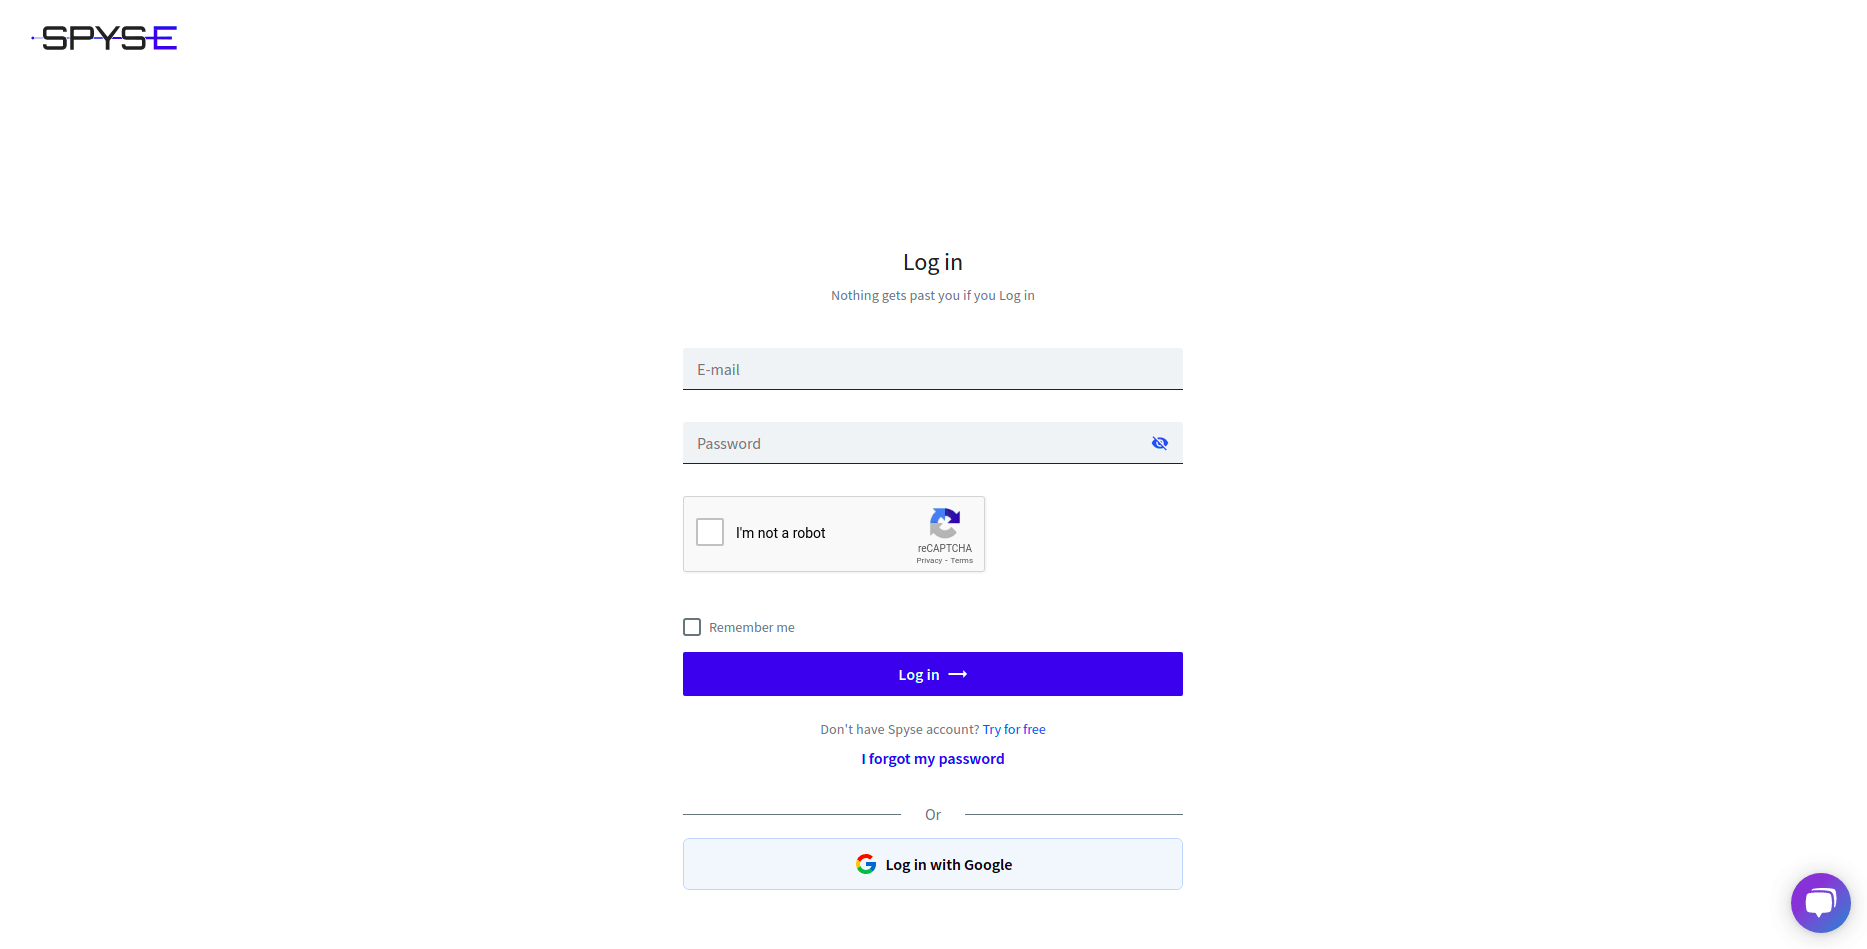 SPYSE
Log in
Nothing gets past you if you Log in
E-mail
Password
I'm not a robot
reCAPTCHA
Privacy - Terms
Remember me
Log in →
Don't have Spyse account? Try for free
I forgot my password
Or
Log in with Google